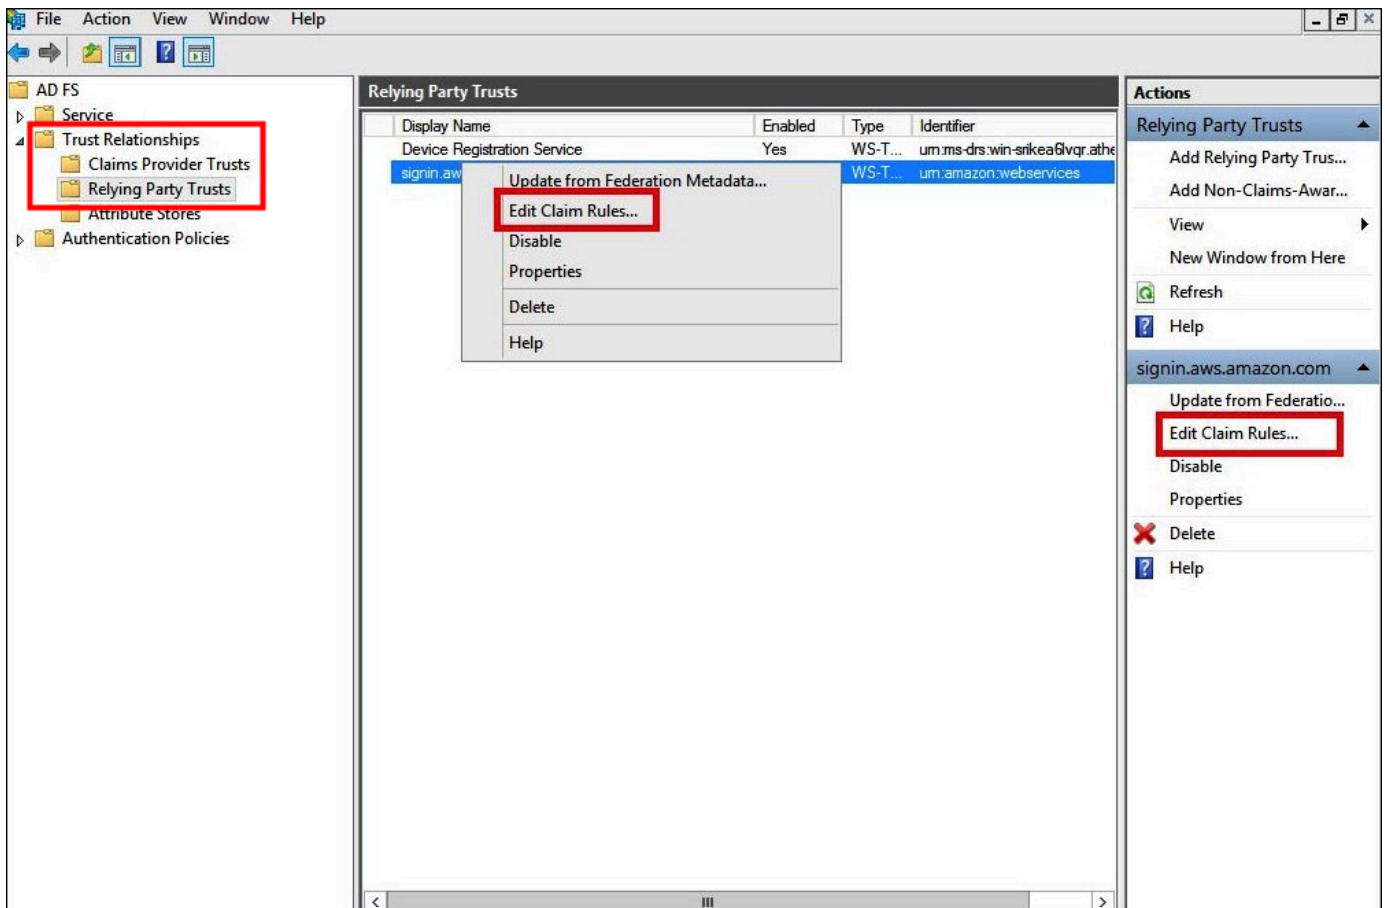 File Action View Window Help
AD FS
Service
Trust Relationships
Claims Provider Trusts
Relying Party Trusts
Attribute Stores
Authentication Policies
Relying Party Trusts
Display Name Enabled Type Identifier
Device Registration Service Yes WS-T... urn:ms-drs:win-srikea6lvqr.athe
signin.aw WS-T... urn:amazon:webservices
Update from Federation Metadata...
Edit Claim Rules...
Disable
Properties
Delete
Help
Actions
Relying Party Trusts
Add Relying Party Trus...
Add Non-Claims-Awar...
View
New Window from Here
Refresh
Help
signin.aws.amazon.com
Update from Federatio...
Edit Claim Rules...
Disable
Properties
Delete
Help